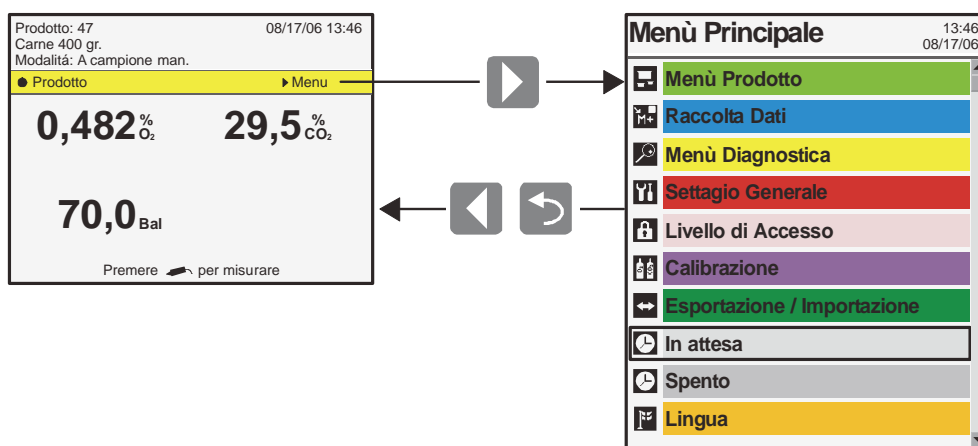 Prodotto: 47 08/17/06 13:46
Carne 400 gr.
Modalitá: A campione man.
Prodotto Menu
0,482 % O₂ 29,5 % CO₂
70,0 Bal
Premere per misurare
Menù Principale 13:46
08/17/06
Menù Prodotto
M+ Raccolta Dati
Menù Diagnostica
Settagio Generale
Livello di Accesso
Calibrazione
Esportazione / Importazione
In attesa
Spento
Lingua